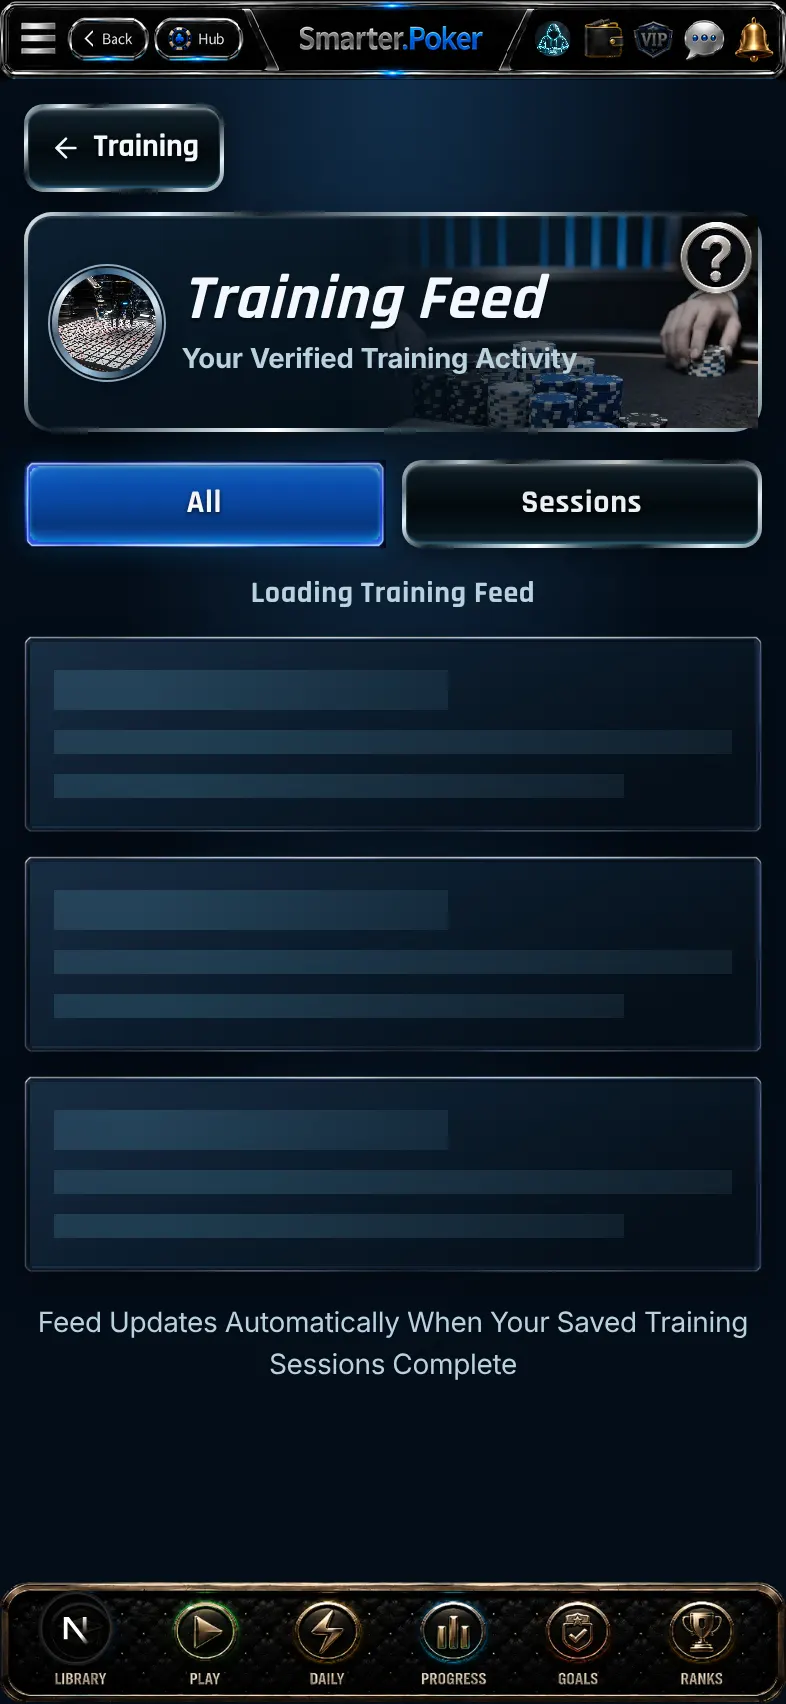 Back
Hub
Smarter.Poker
VIP
← Training
Training Feed
?
Your Verified Training Activity
All
Sessions
Loading Training Feed
Feed Updates Automatically When Your Saved Training
Sessions Complete
N
LIBRARY
PLAY
DAILY
PROGRESS
GOALS
RANKS